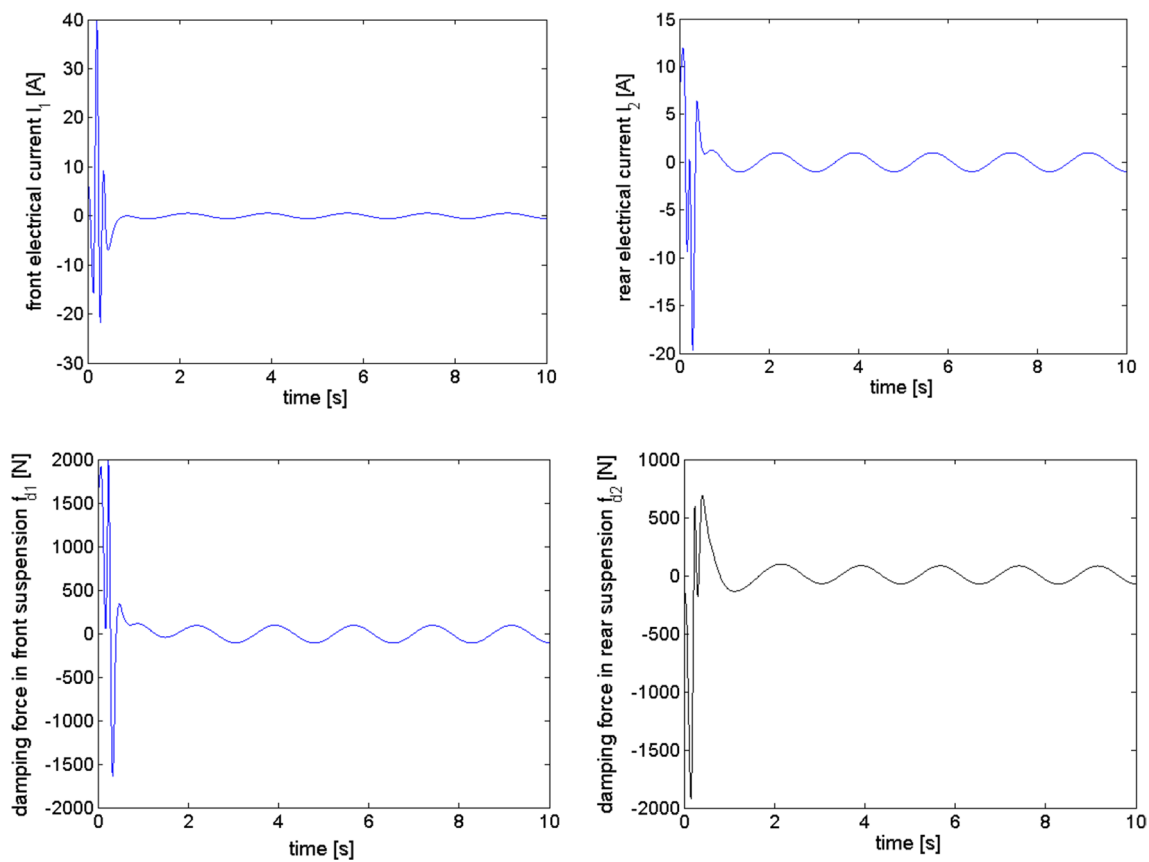 front electrical current I_1 [A]
40
30
20
10
0
-10
-20
-30
0 2 4 6 8 10
time [s]
rear electrical current I_2 [A]
15
10
5
0
-5
-10
-15
-20
0 2 4 6 8 10
time [s]
damping force in front suspension f_d1 [N]
2000
1500
1000
500
0
-500
-1000
-1500
-2000
0 2 4 6 8 10
time [s]
damping force in rear suspension f_d2 [N]
1000
500
0
-500
-1000
-1500
-2000
0 2 4 6 8 10
time [s]